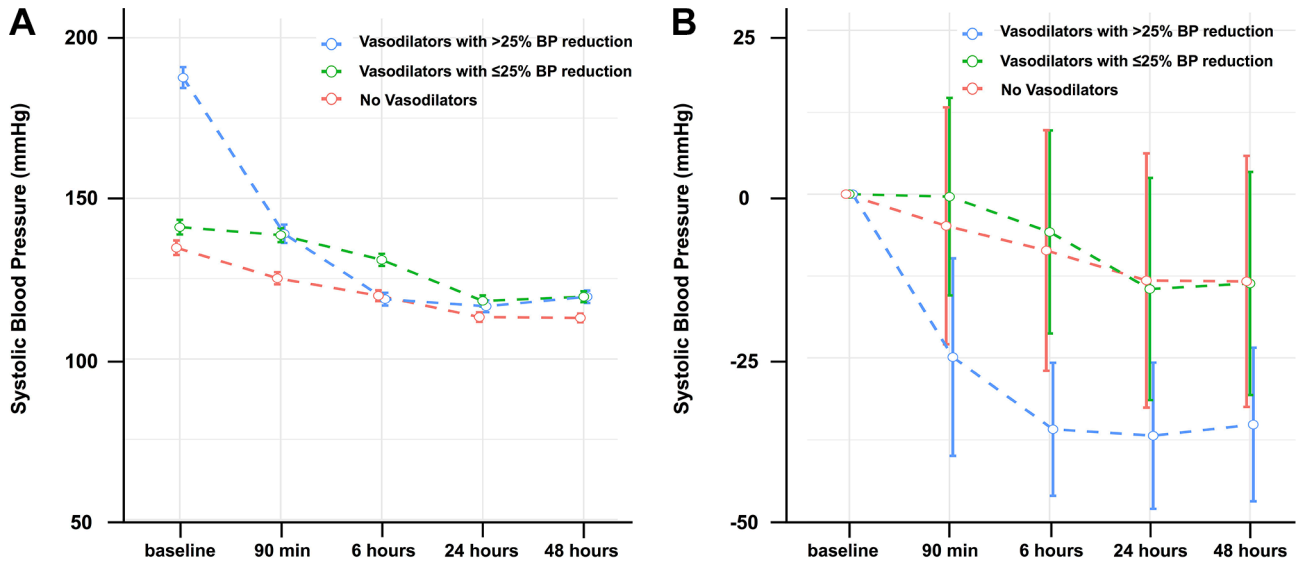 A
Systolic Blood Pressure (mmHg)
200
150
100
50
Vasodilators with >25% BP reduction
Vasodilators with ≤25% BP reduction
No Vasodilators
baseline 90 min 6 hours 24 hours 48 hours
B
Systolic Blood Pressure (mmHg)
25
0
-25
-50
Vasodilators with >25% BP reduction
Vasodilators with ≤25% BP reduction
No Vasodilators
baseline 90 min 6 hours 24 hours 48 hours